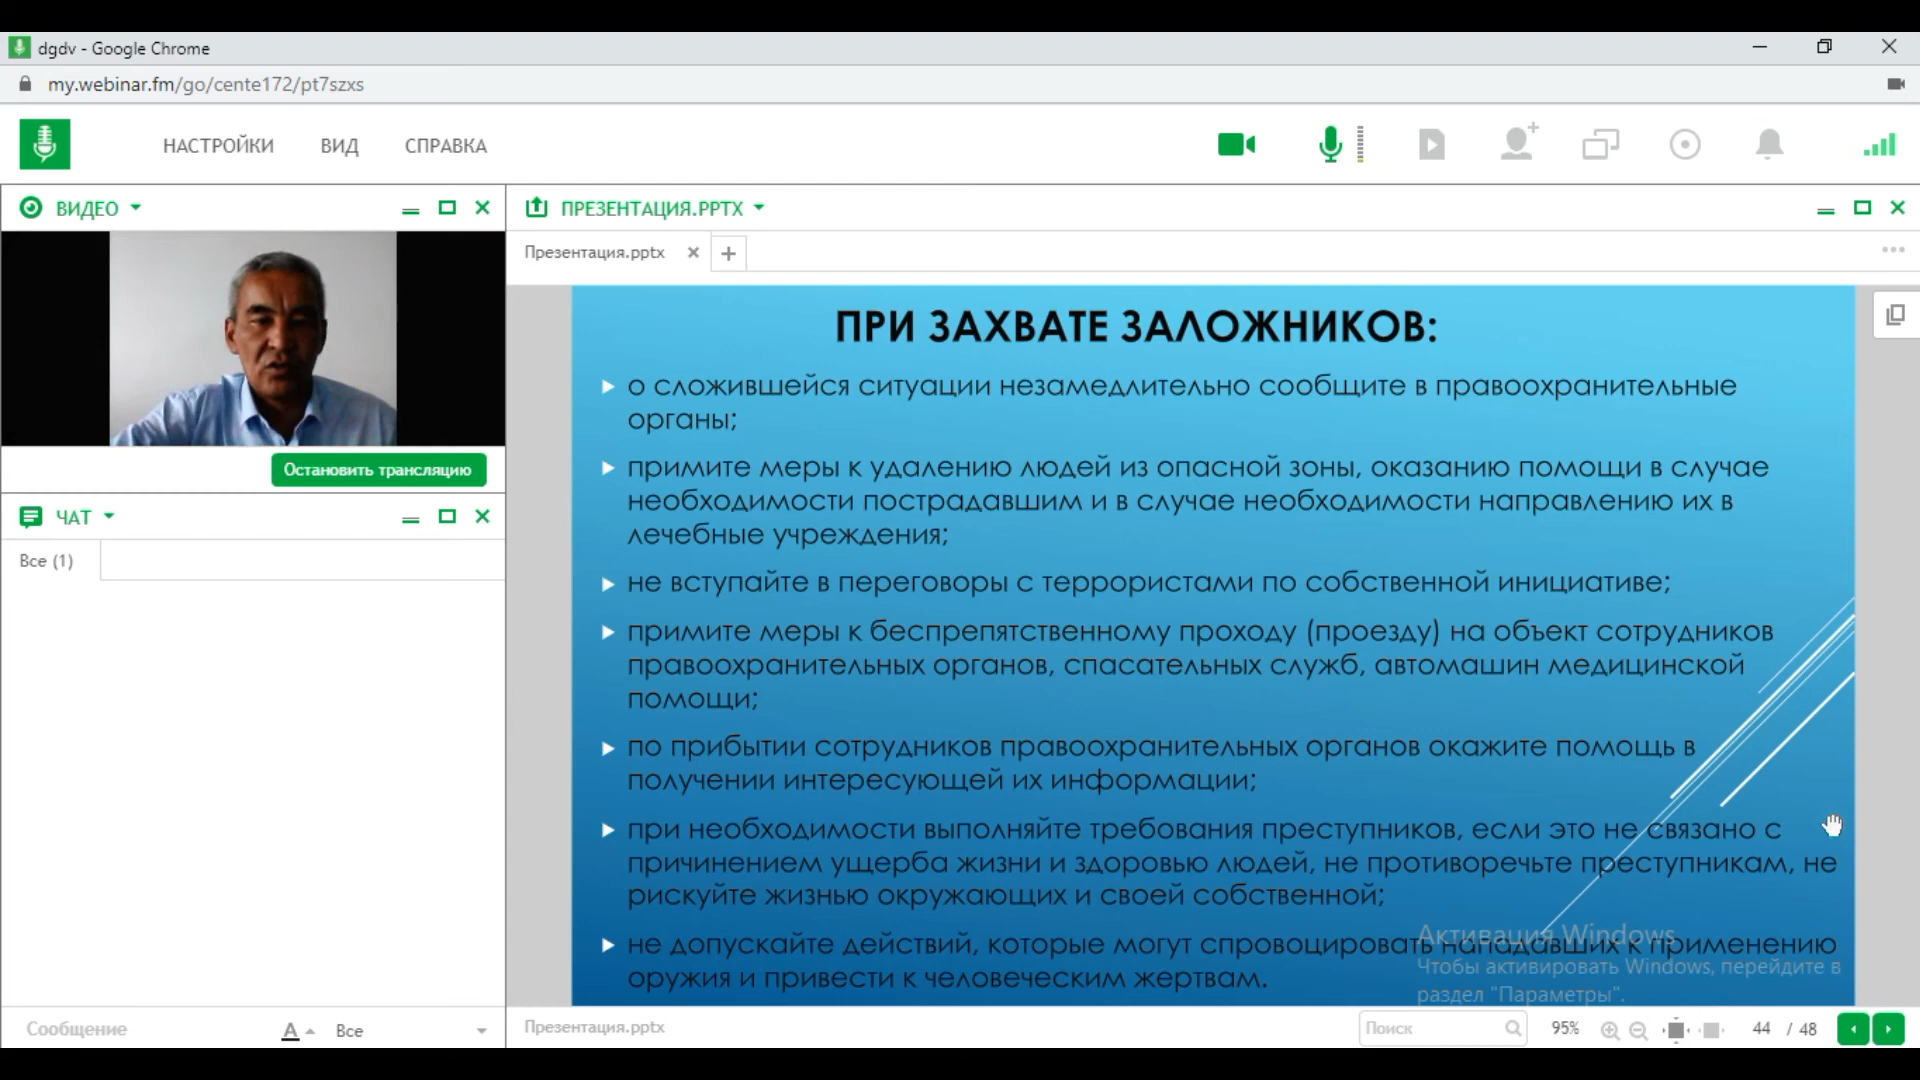 dgdv - Google Chrome
my.webinar.fm/go/cente172/pt7szxs
НАСТРОЙКИ ВИД СПРАВКА
ВИДЕО
ПРЕЗЕНТАЦИЯ.PPTX
Презентация.pptx
Остановить трансляцию
ЧАТ
Все (1)
ПРИ ЗАХВАТЕ ЗАЛОЖНИКОВ:
о сложившейся ситуации незамедлительно сообщите в правоохранительные
органы;
примите меры к удалению людей из опасной зоны, оказанию помощи в случае
необходимости пострадавшим и в случае необходимости направлению их в
лечебные учреждения;
не вступайте в переговоры с террористами по собственной инициативе;
примите меры к беспрепятственному проходу (проезду) на объект сотрудников
правоохранительных органов, спасательных служб, автомашин медицинской
помощи;
по прибытии сотрудников правоохранительных органов окажите помощь в
получении интересующей их информации;
при необходимости выполняйте требования преступников, если это не связано с
причинением ущерба жизни и здоровью людей, не противоречьте преступникам, не
рискуйте жизнью окружающих и своей собственной;
не допускайте действий, которые могут спровоцировать нападавших к применению
оружия и привести к человеческим жертвам.
Активация Windows
Чтобы активировать Windows, перейдите в
раздел "Параметры".
Сообщение
A
Все
Презентация.pptx
Поиск
95%
44 / 48